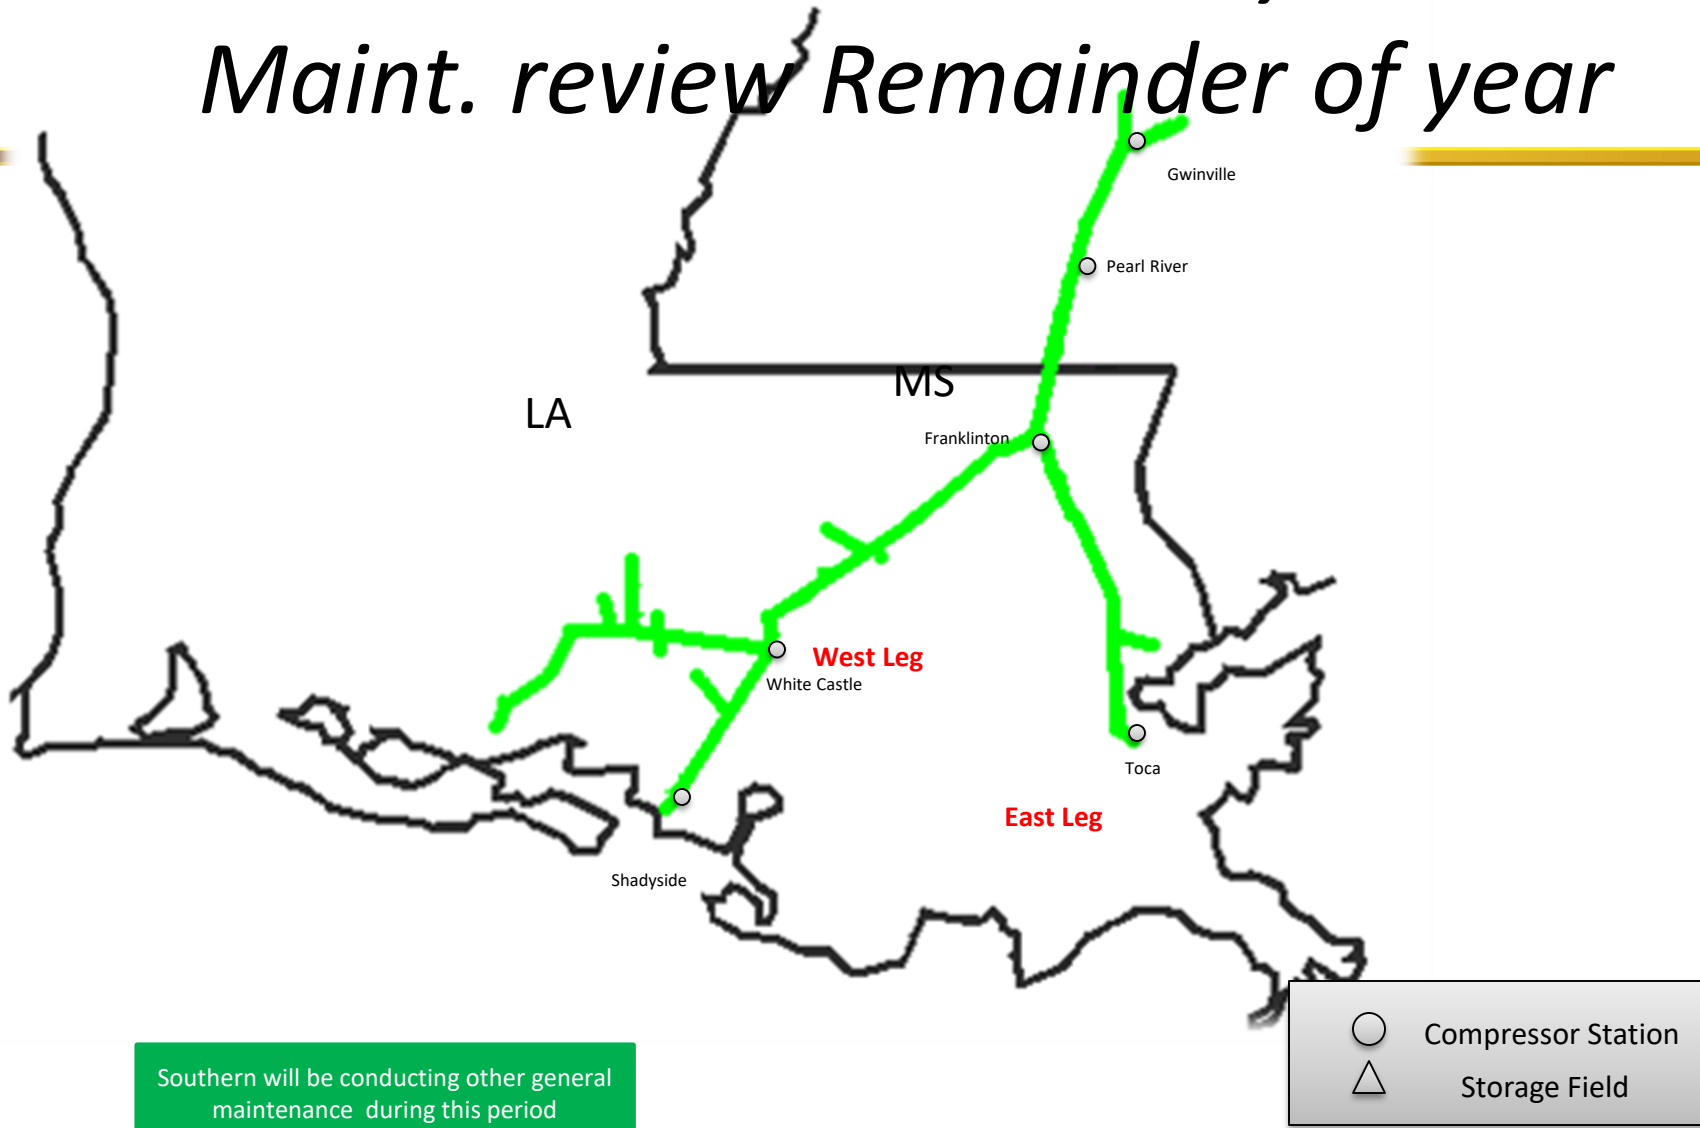 Maint. review Remainder of year
Gwinville
Pearl River
MS
LA
Franklinton
West Leg
White Castle
Toca
East Leg
Shadyside
Compressor Station
Storage Field
Southern will be conducting other general
maintenance during this period